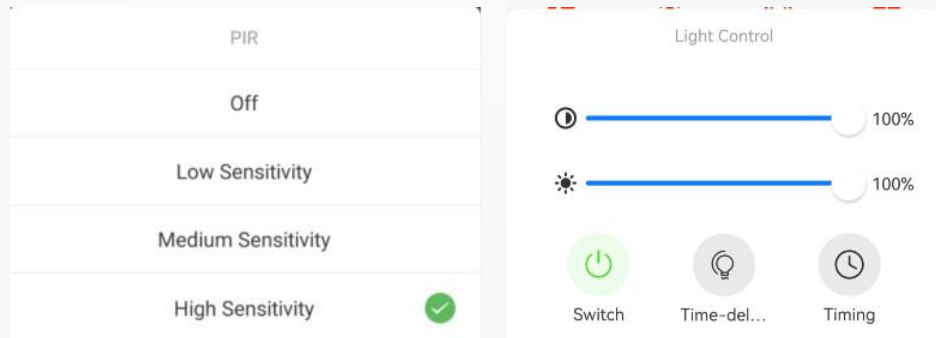 PIR
Off
Low Sensitivity
Medium Sensitivity
High Sensitivity
Light Control
100%
100%
Switch
Time-del...
Timing